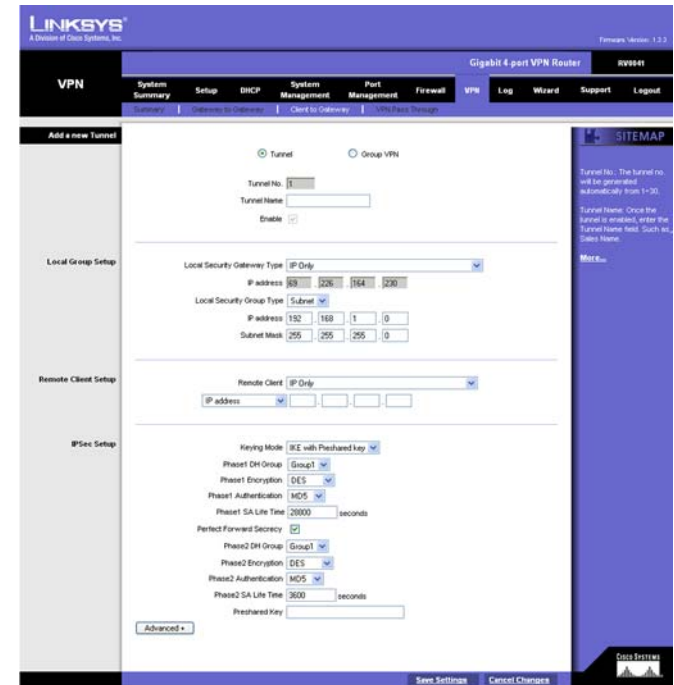 LINKSYS®
A Division of Cisco Systems, Inc.
Firmware Version: 1.3.3
Gigabit 4-port VPN Router
RV0041
VPN
System Summary
Setup
DHCP
System Management
Port Management
Firewall
VPN
Log
Wizard
Support
Logout
Summary | Gateway to Gateway | Client to Gateway | VPN Pass Through
Add a new Tunnel
SITEMAP
Tunnel
Group VPN
Tunnel No. 1
Tunnel Name
Enable
Tunnel No.: The tunnel no.
will be generated
automatically from 1~30.
Tunnel Name: Once the
tunnel is enabled, enter the
Tunnel Name field. Such as,
Sales Name.
More...
Local Group Setup
Local Security Gateway Type IP Only
IP address 69 . 226 . 164 . 230
Local Security Group Type Subnet
IP address 192 . 168 . 1 . 0
Subnet Mask 255 . 255 . 255 . 0
Remote Client Setup
Remote Client IP Only
IP address . . .
IPSec Setup
Keying Mode IKE with Preshared key
Phase1 DH Group Group1
Phase1 Encryption DES
Phase1 Authentication MD5
Phase1 SA Life Time 28800 seconds
Perfect Forward Secrecy
Phase2 DH Group Group1
Phase2 Encryption DES
Phase2 Authentication MD5
Phase2 SA Life Time 3600 seconds
Preshared Key
Advanced +
Save Settings
Cancel Changes
CISCO SYSTEMS